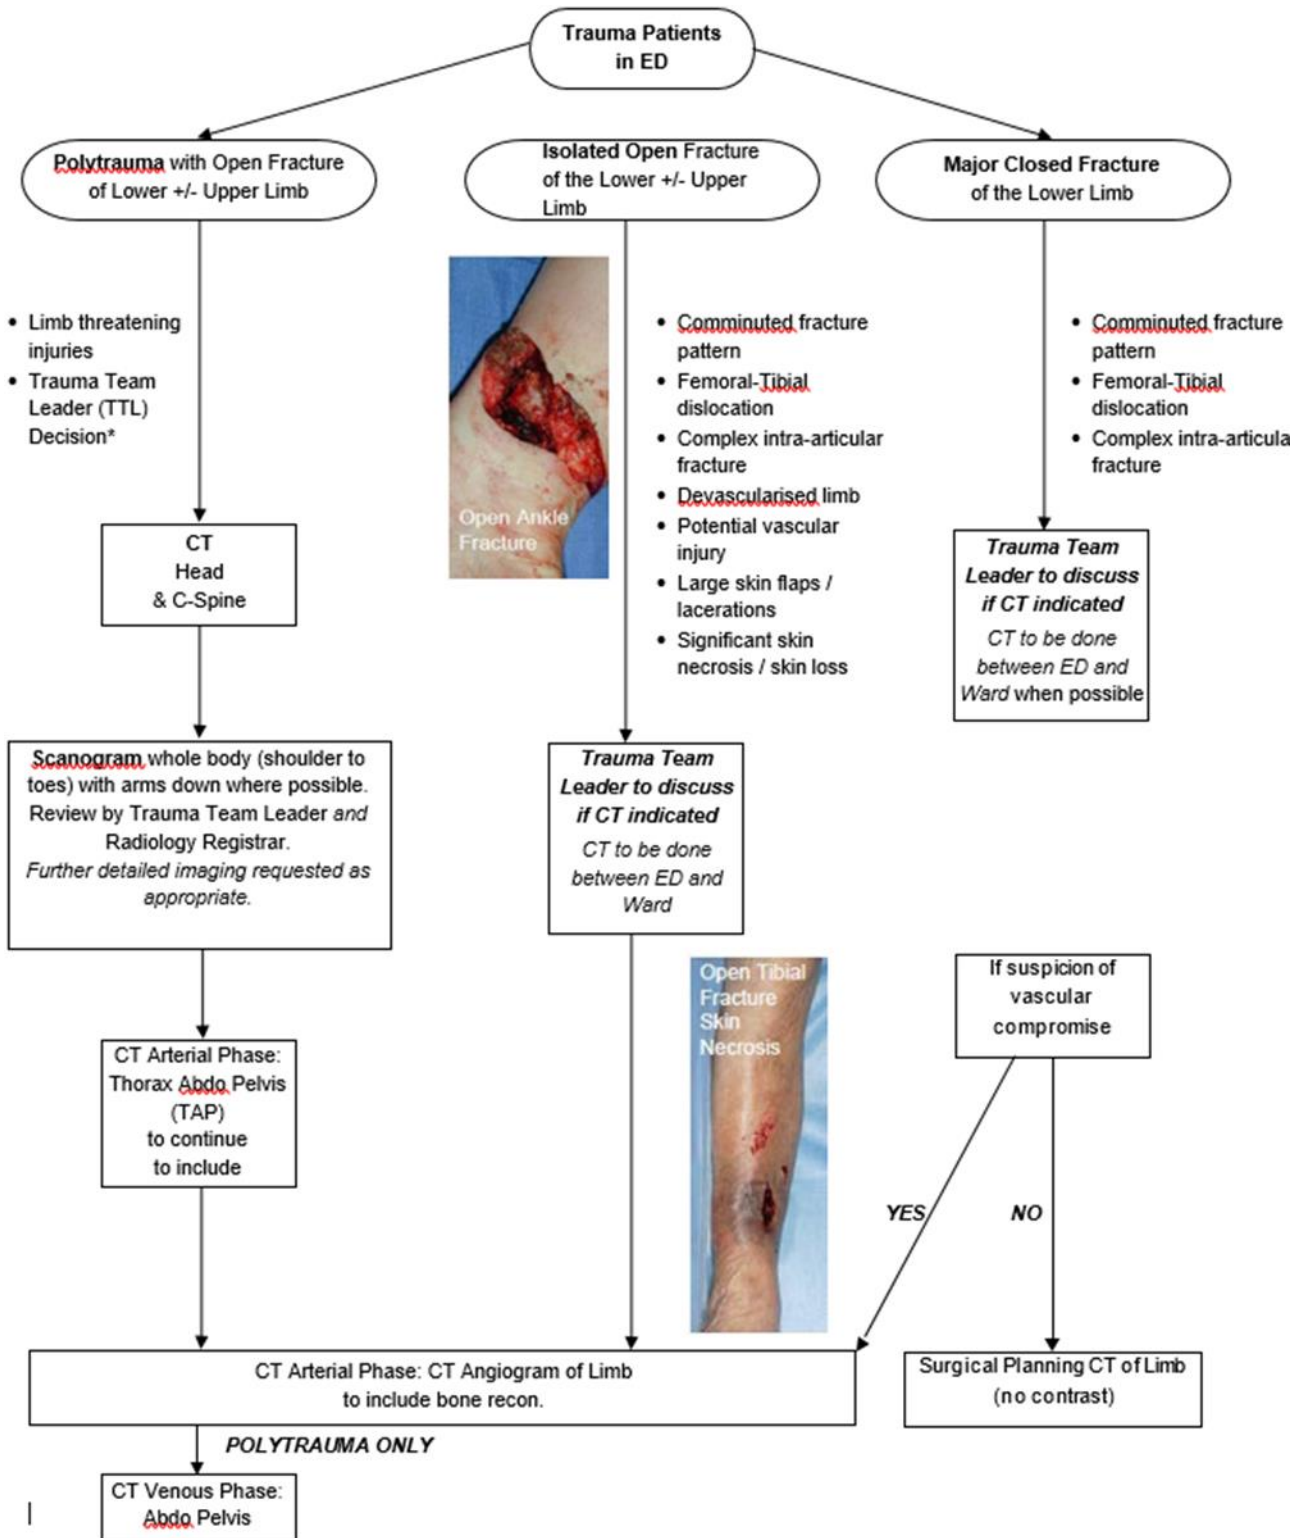 Trauma Patients
in ED
Polytrauma with Open Fracture
of Lower +/- Upper Limb
Isolated Open Fracture
of the Lower +/- Upper
Limb
Major Closed Fracture
of the Lower Limb
• Limb threatening
injuries
• Trauma Team
Leader (TTL)
Decision*
CT
Head
& C-Spine
Scanogram whole body (shoulder to
toes) with arms down where possible.
Review by Trauma Team Leader and
Radiology Registrar.
Further detailed imaging requested as
appropriate.
CT Arterial Phase:
Thorax Abdo Pelvis
(TAP)
to continue
to include
Open Ankle
Fracture
• Comminuted fracture
pattern
• Femoral-Tibial
dislocation
• Complex intra-articular
fracture
• Devascularised limb
• Potential vascular
injury
• Large skin flaps /
lacerations
• Significant skin
necrosis / skin loss
Trauma Team
Leader to discuss
if CT indicated
CT to be done
between ED and
Ward
Open Tibial
Fracture
Skin
Necrosis
• Comminuted fracture
pattern
• Femoral-Tibial
dislocation
• Complex intra-articula
fracture
Trauma Team
Leader to discuss
if CT indicated
CT to be done
between ED and
Ward when possible
If suspicion of
vascular
compromise
YES
NO
CT Arterial Phase: CT Angiogram of Limb
to include bone recon.
Surgical Planning CT of Limb
(no contrast)
POLYTRAUMA ONLY
CT Venous Phase:
Abdo Pelvis